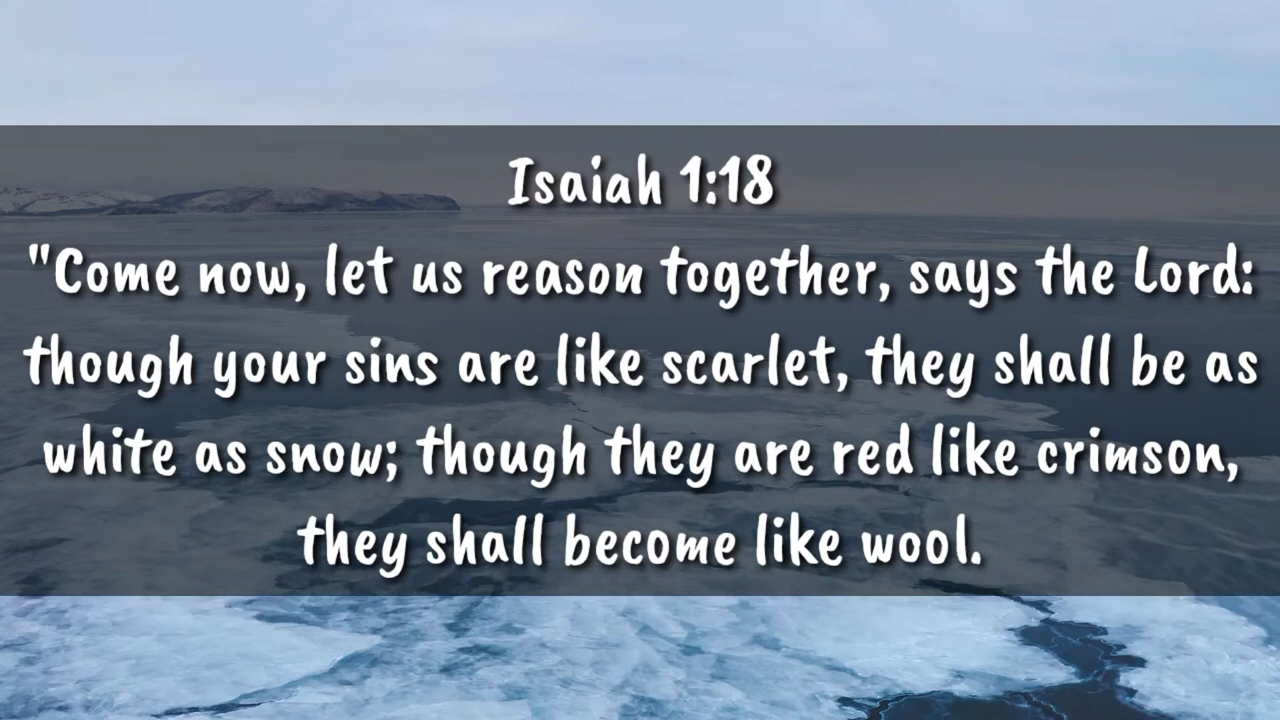 Isaiah 1:18
"Come now, let us reason together, says the Lord:
though your sins are like scarlet, they shall be as
white as snow; though they are red like crimson,
they shall become like wool.